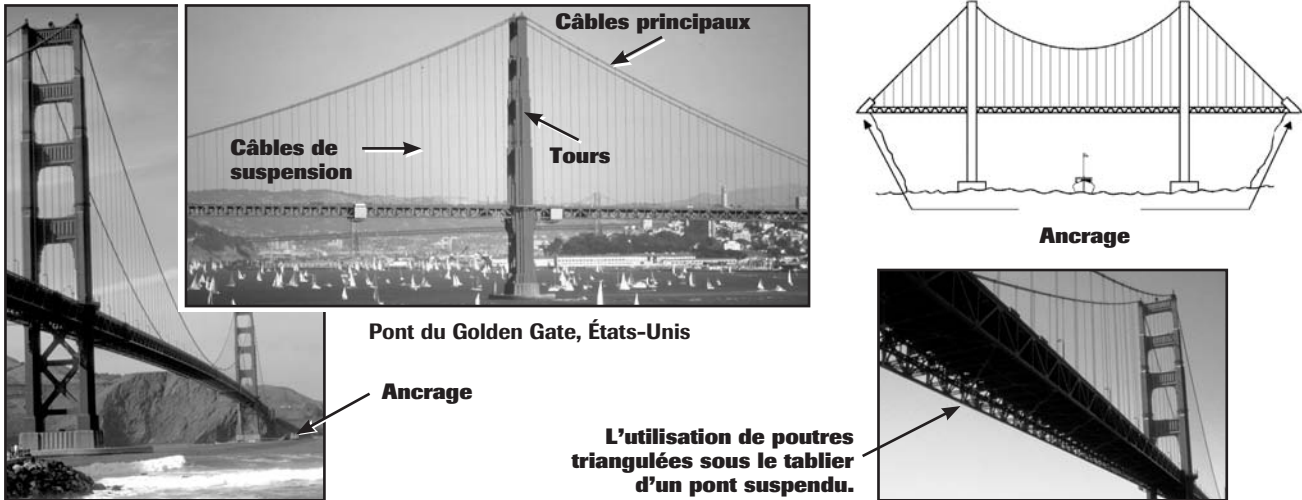 Câbles principaux
Câbles de
suspension
Tours
Pont du Golden Gate, États-Unis
Ancrage
Ancrage
L'utilisation de poutres
triangulées sous le tablier
d'un pont suspendu.